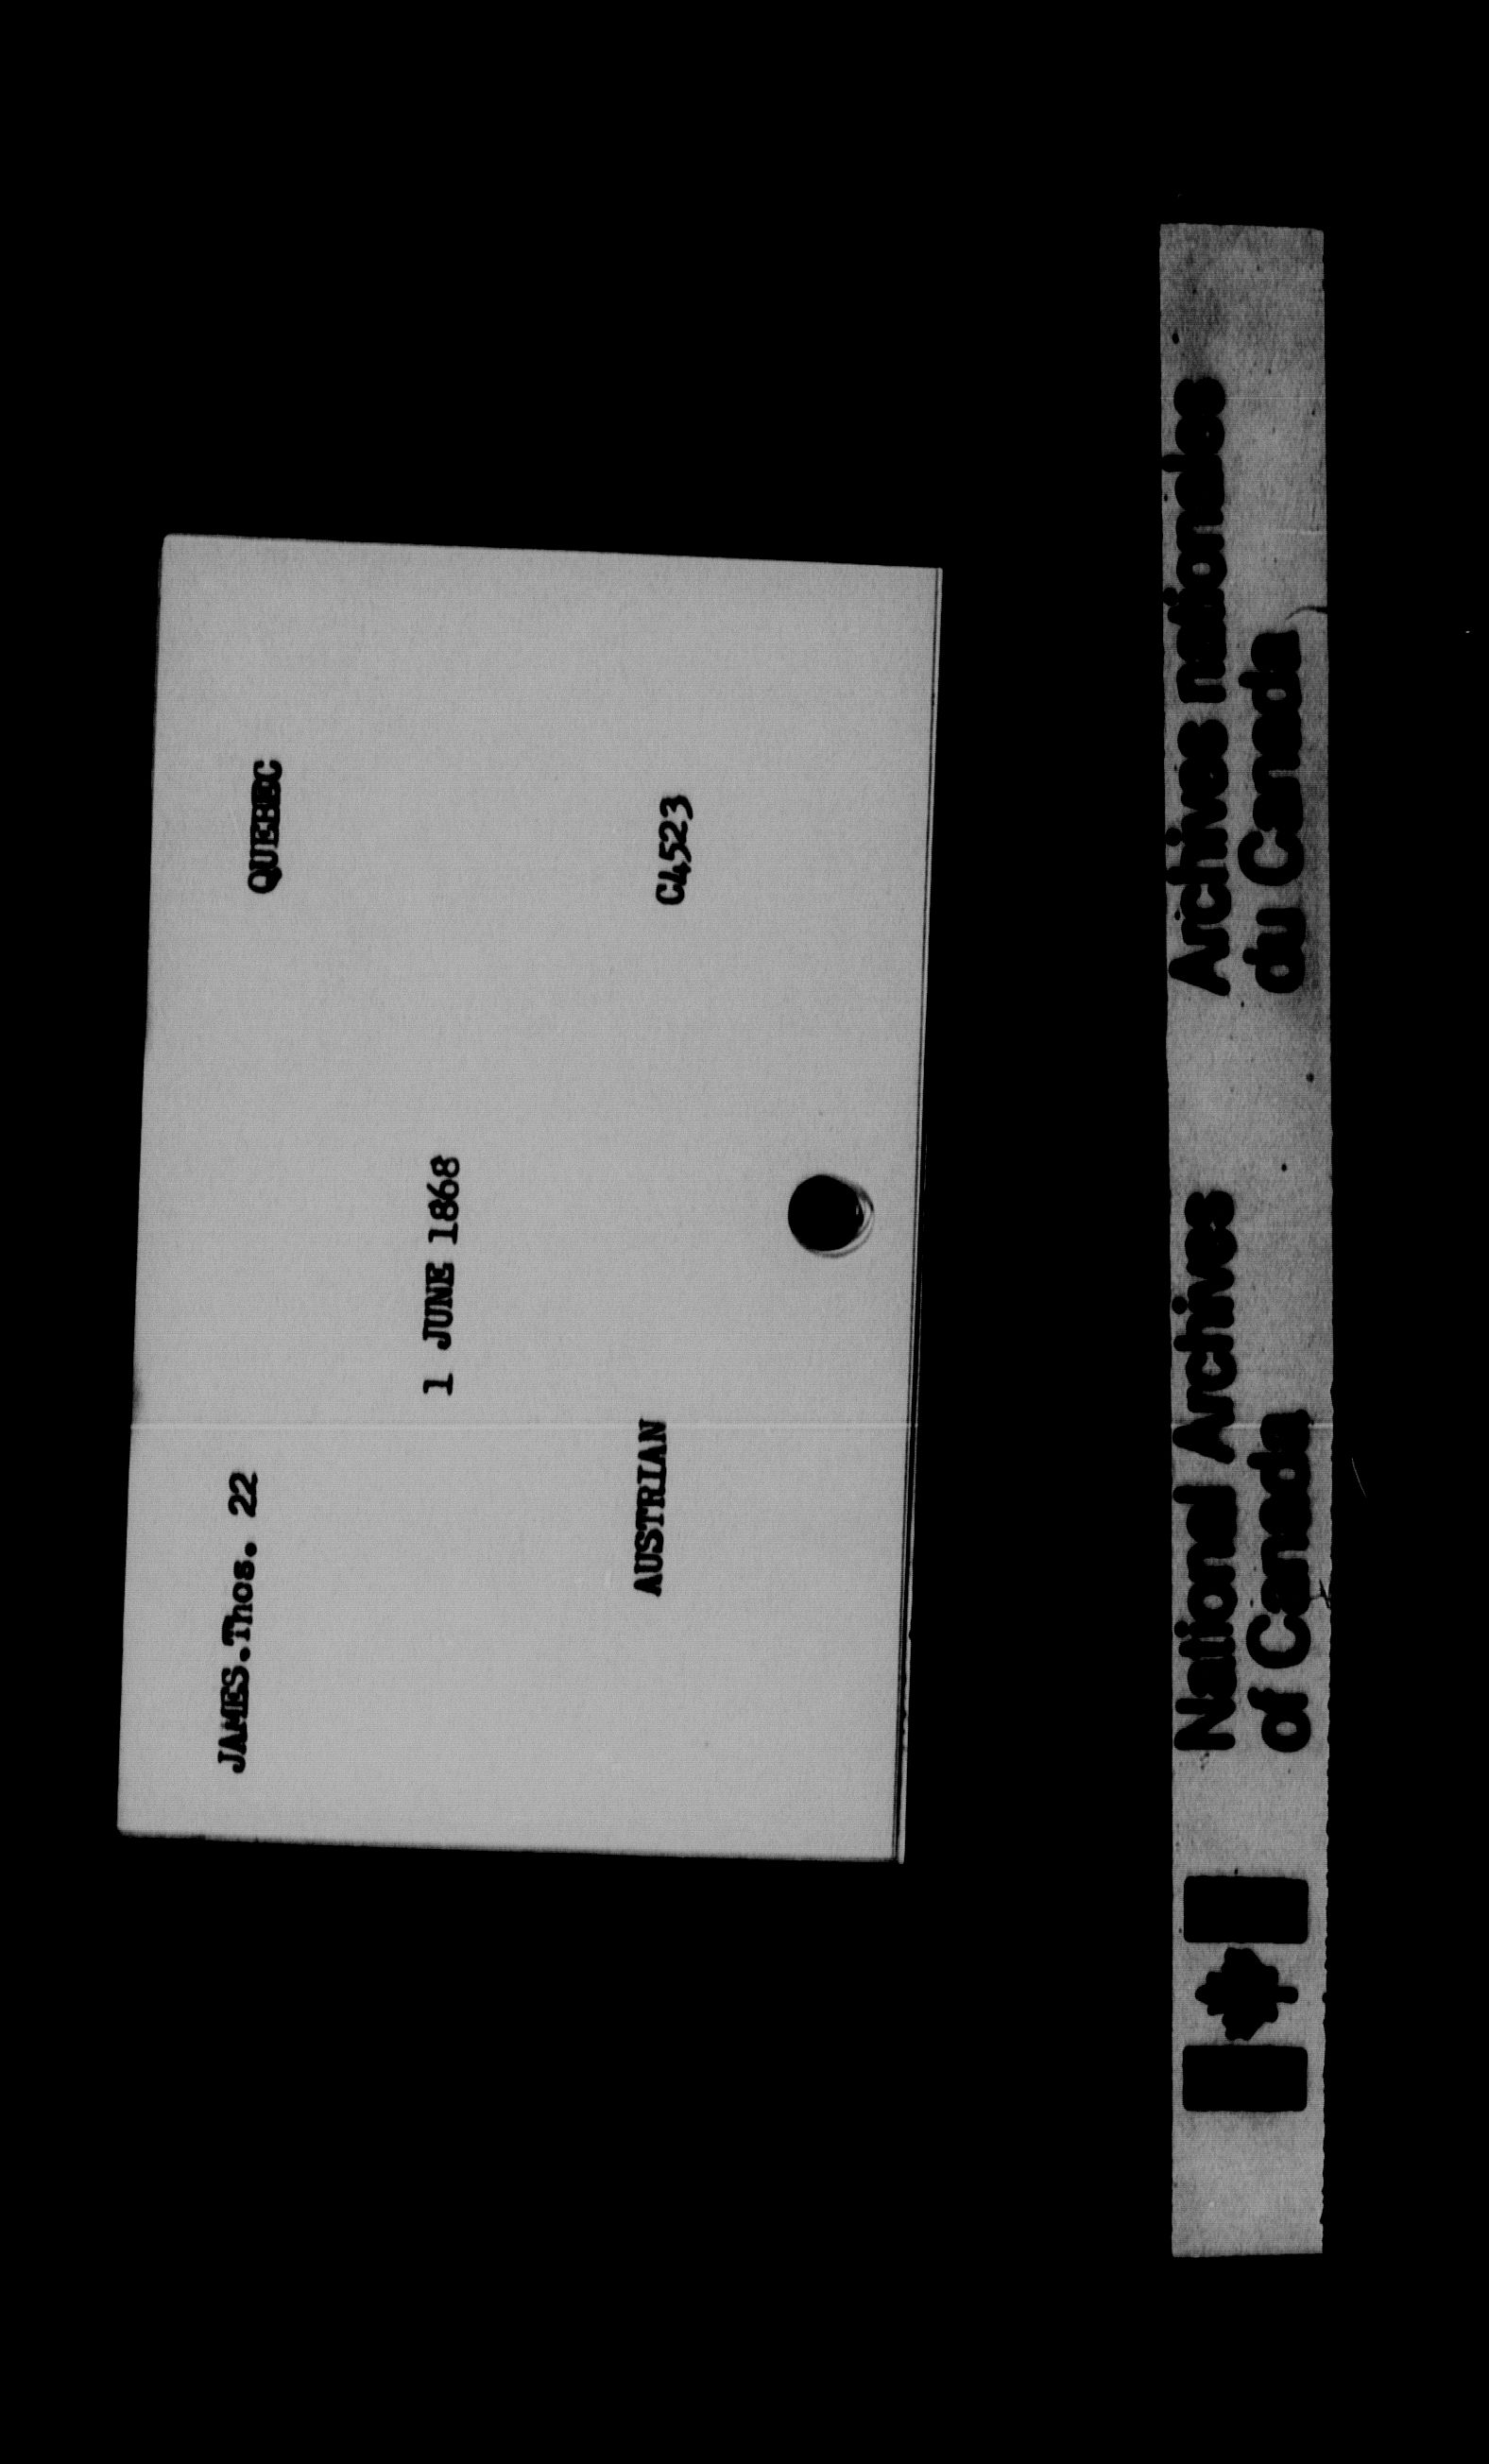 JAMES.Thos. 22 QUEBEC
1 JUNE 1868
AUSTRIAN C4523
National Archives
of Canada
Archives nationales
du Canada